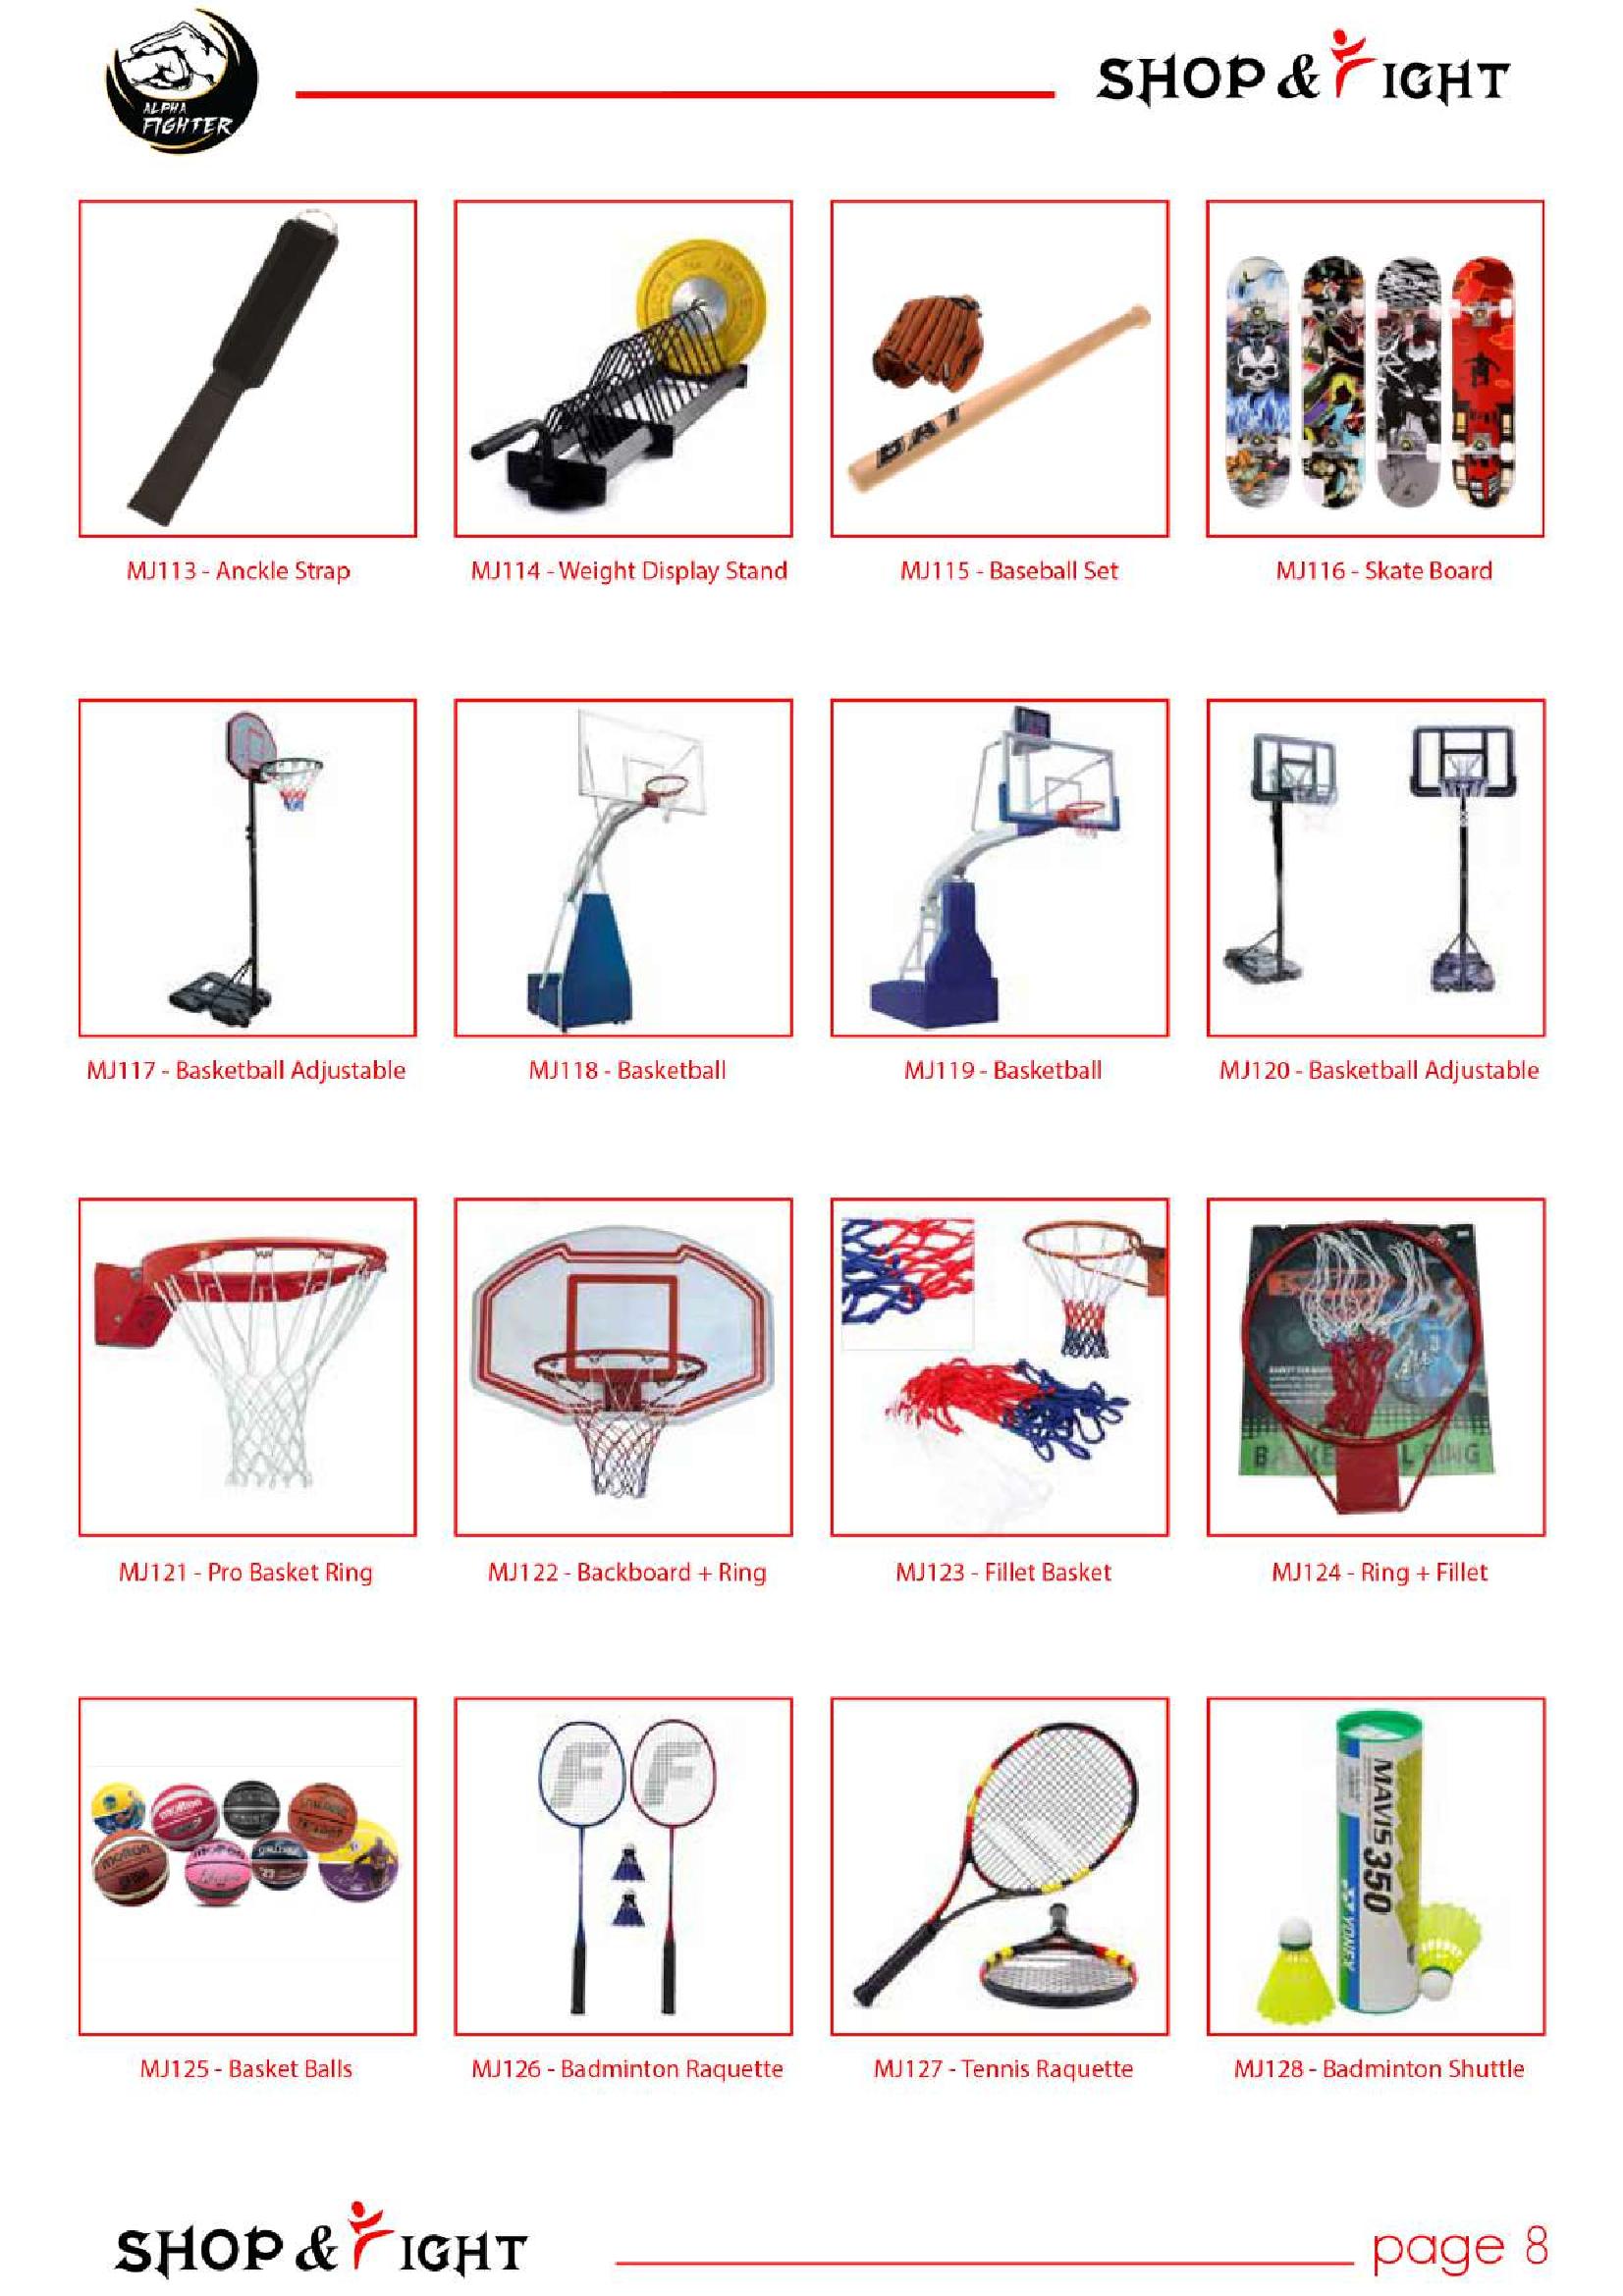 ALPHA
FIGHTER
SHOP & FIGHT
BAT
MJ113 - Anckle Strap
MJ114 - Weight Display Stand
MJ115 - Baseball Set
MJ116 - Skate Board
MJ117 - Basketball Adjustable
MJ118 - Basketball
MJ119 - Basketball
MJ120 - Basketball Adjustable
MJ121 - Pro Basket Ring
MJ122 - Backboard + Ring
MJ123 - Fillet Basket
MJ124 - Ring + Fillet
molten
molten
SPALDING
F
F
MAVIS 350
YONEX
MJ125 - Basket Balls
MJ126 - Badminton Raquette
MJ127 - Tennis Raquette
MJ128 - Badminton Shuttle
SHOP & FIGHT
page 8